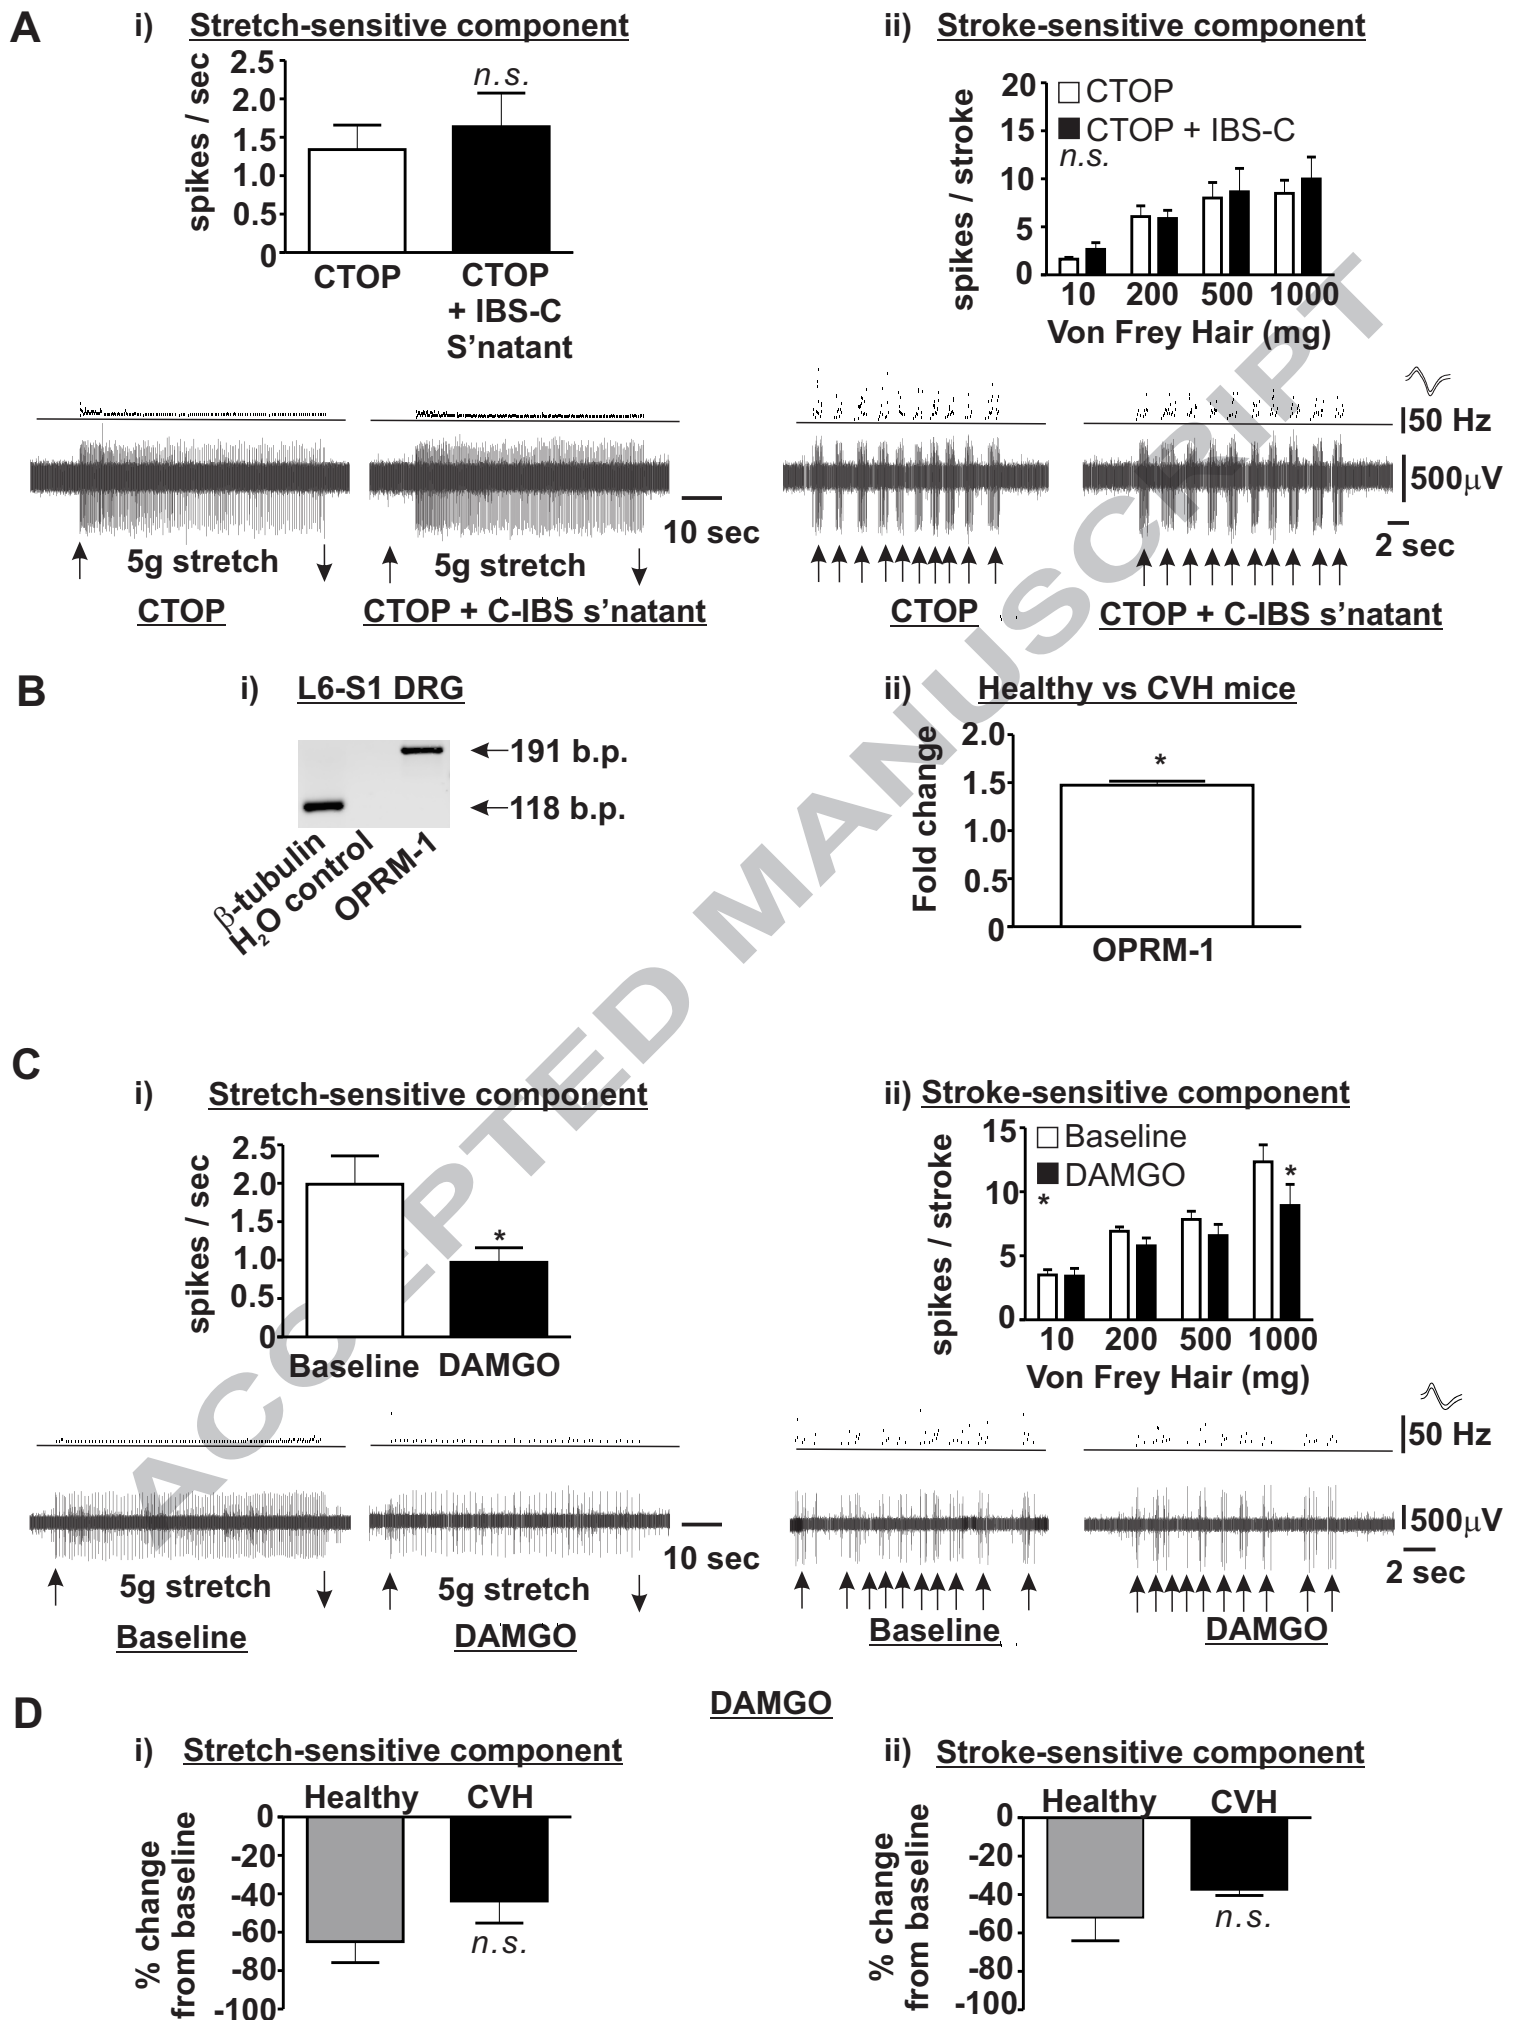 A
i) Stretch-sensitive component
spikes / sec
2.5
2.0
1.5
1.0
0.5
0
n.s.
CTOP
CTOP
+ IBS-C
S’natant
ii) Stroke-sensitive component
spikes / stroke
20
15
10
5
0
CTOP
CTOP + IBS-C
n.s.
10 200 500 1000
Von Frey Hair (mg)
50 Hz
500µV
10 sec
2 sec
5g stretch
5g stretch
CTOP
CTOP + C-IBS s’natant
CTOP
CTOP + C-IBS s’natant
B
i) L6-S1 DRG
191 b.p.
118 b.p.
β-tubulin
H₂O control
OPRM-1
ii) Healthy vs CVH mice
Fold change
2.0
1.5
1.0
0.5
0
*
OPRM-1
C
i) Stretch-sensitive component
spikes / sec
2.5
2.0
1.5
1.0
0.5
0
*
Baseline DAMGO
ii) Stroke-sensitive component
spikes / stroke
15
10
5
0
Baseline
DAMGO
*
*
10 200 500 1000
Von Frey Hair (mg)
50 Hz
500µV
10 sec
2 sec
5g stretch
5g stretch
Baseline
DAMGO
Baseline
DAMGO
D
DAMGO
i) Stretch-sensitive component
Healthy CVH
% change
from baseline
0
-20
-40
-60
-80
-100
n.s.
ii) Stroke-sensitive component
Healthy CVH
% change
from baseline
0
-20
-40
-60
-80
-100
n.s.
ACCEPTED MANUSCRIPT